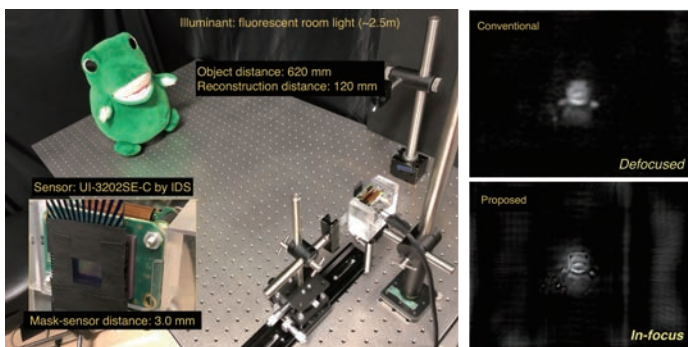 Illuminant: fluorescent room light (~2.5m)
Object distance: 620 mm
Reconstruction distance: 120 mm
Sensor: UI-3202SE-C by IDS
Mask-sensor distance: 3.0 mm
Conventional
Defocused
Proposed
In-focus